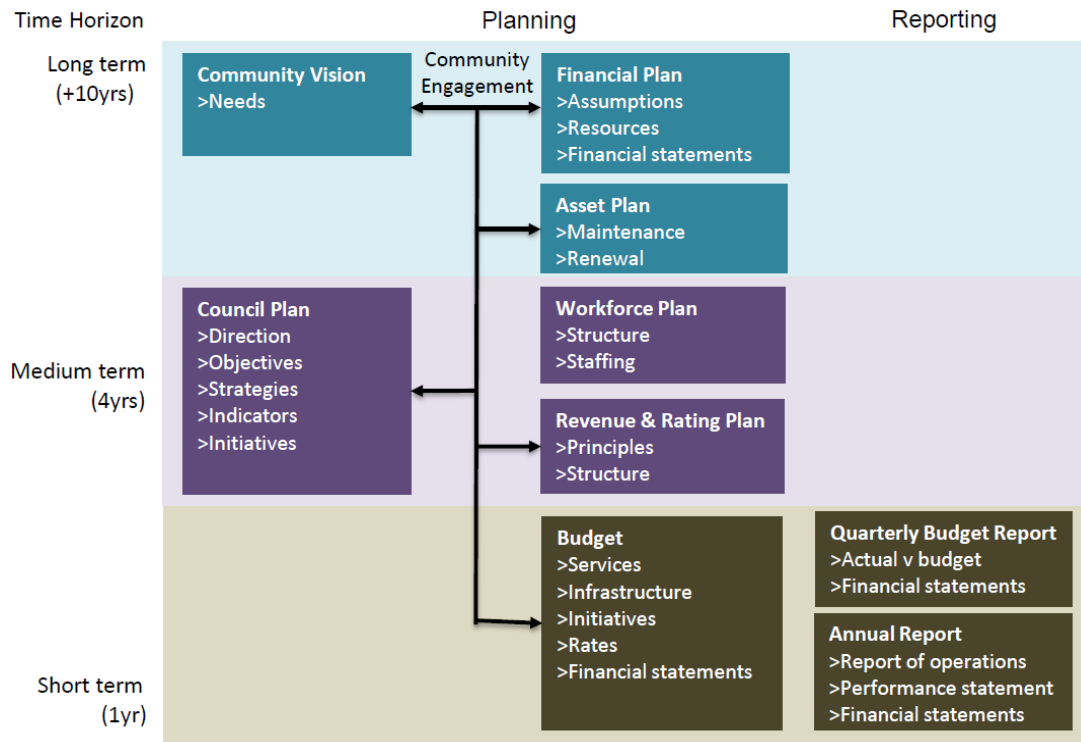 Time Horizon
Planning
Reporting
Long term
(+10yrs)
Community Vision
>Needs
Community
Engagement
Financial Plan
>Assumptions
>Resources
>Financial statements
Asset Plan
>Maintenance
>Renewal
Medium term
(4yrs)
Council Plan
>Direction
>Objectives
>Strategies
>Indicators
>Initiatives
Workforce Plan
>Structure
>Staffing
Revenue & Rating Plan
>Principles
>Structure
Short term
(1yr)
Budget
>Services
>Infrastructure
>Initiatives
>Rates
>Financial statements
Quarterly Budget Report
>Actual v budget
>Financial statements
Annual Report
>Report of operations
>Performance statement
>Financial statements